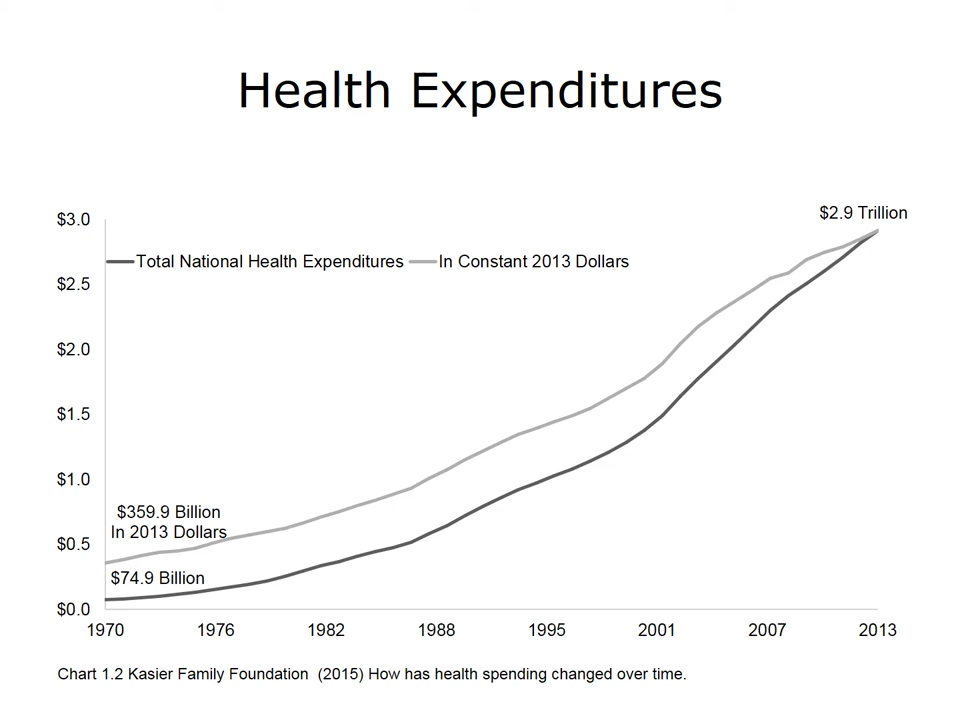 Health Expenditures
$2.9 Trillion
$3.0
Total National Health Expenditures In Constant 2013 Dollars
$2.5
$2.0
$1.5
$1.0
$359.9 Billion
In 2013 Dollars
$0.5
$74.9 Billion
$0.0
1970 1976 1982 1988 1995 2001 2007 2013
Chart 1.2 Kasier Family Foundation (2015) How has health spending changed over time.